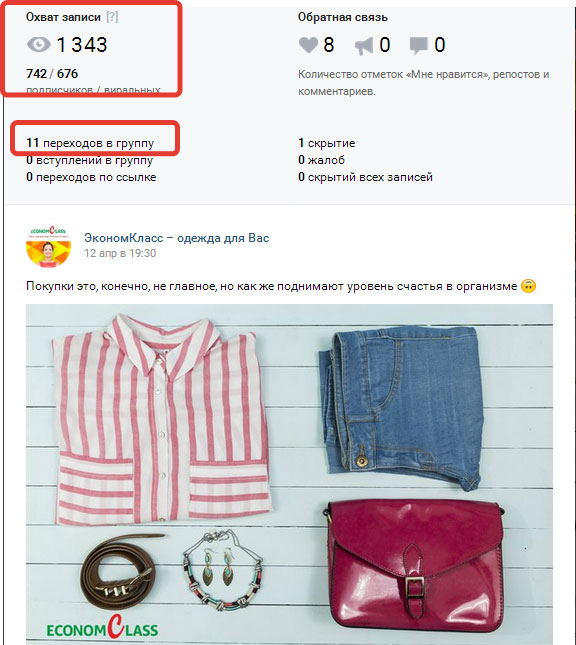 Охват записи [?]
1 343
742 / 676
подписчиков / виральных
Обратная связь
8 0 0
Количество отметок «Мне нравится», репостов и
комментариев.
11 переходов в группу
0 вступлений в группу
0 переходов по ссылке
1 скрытие
0 жалоб
0 скрытий всех записей
ECONOMCLASS
ЭкономКласс – одежда для Вас
12 апр в 19:30
Покупки это, конечно, не главное, но как же поднимают уровень счастья в организме 🙃
ECONOMCLASS